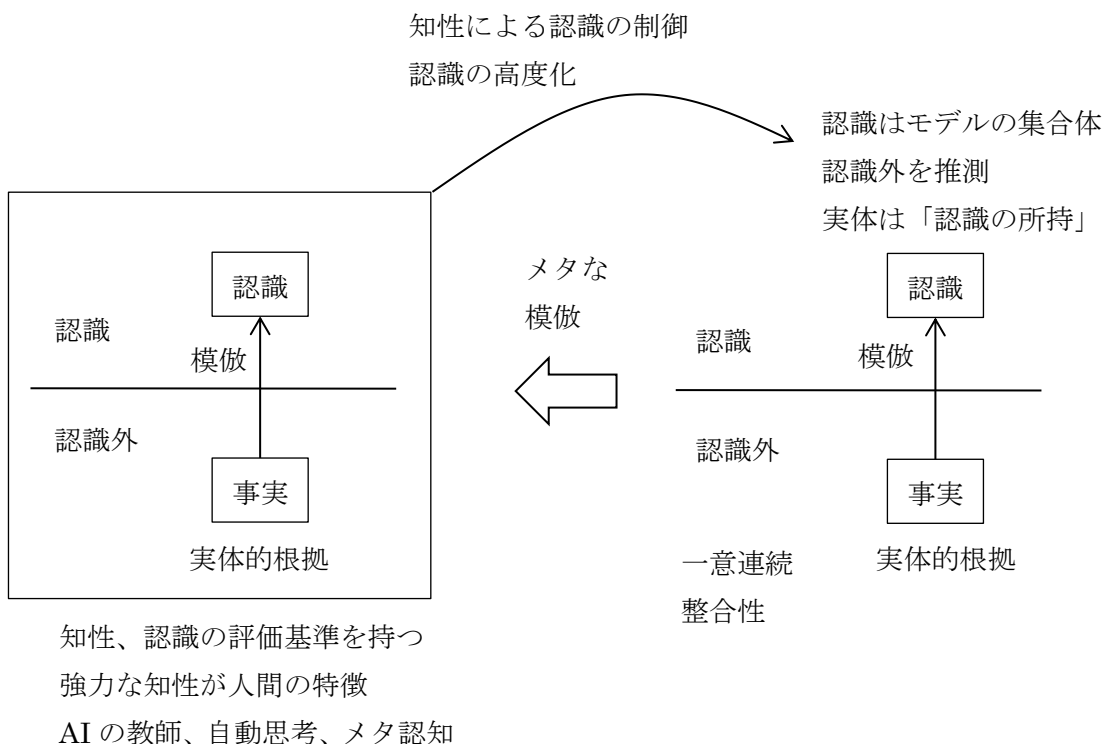 知性による認識の制御
認識の高度化
認識はモデルの集合体
認識外を推測
実体は「認識の所持」
認識
認識
模倣
認識外
事実
実体的根拠
メタな
模倣
認識
認識
模倣
認識外
事実
実体的根拠
一意連続
整合性
知性、認識の評価基準を持つ
強力な知性が人間の特徴
AI の教師、自動思考、メタ認知